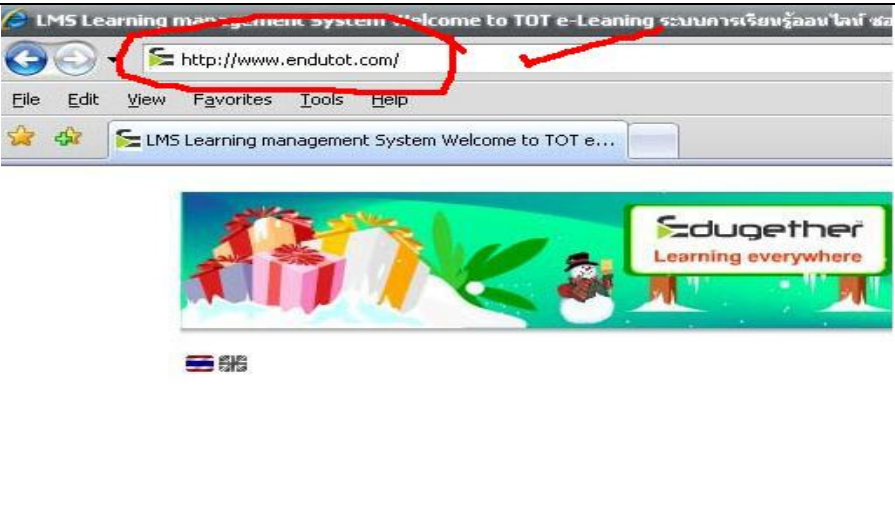 LMS Learning management System Welcome to TOT e-Leaning ระบบการเรียนรู้ออนไลน์ ซอ
http://www.endutot.com/
File Edit View Favorites Tools Help
LMS Learning management System Welcome to TOT e...
Edugether
Learning everywhere